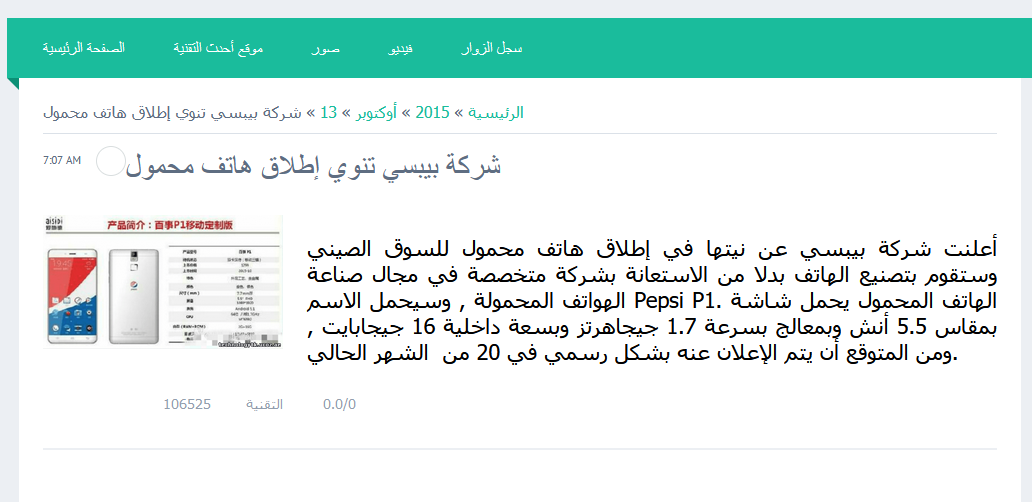 الصفحة الرئيسية موقع أحدث التقنية صور فيديو سجل الزوار
الرئيسية » 2015 » أوكتوبر » 13 » شركة بيبسي تنوي إطلاق هاتف محمول
7:07 AM
شركة بيبسي تنوي إطلاق هاتف محمول
aisidi
产品简介：百事P1移动定制版
أعلنت شركة بيبسي عن نيتها في إطلاق هاتف محمول للسوق الصيني
وستقوم بتصنيع الهاتف بدلا من الاستعانة بشركة متخصصة في مجال صناعة
الهواتف المحمولة , وسيحمل الاسم Pepsi P1. الهاتف المحمول يحمل شاشة
بمقاس 5.5 أنش وبمعالج بسرعة 1.7 جيجاهرتز وبسعة داخلية 16 جيجابايت ,
ومن المتوقع أن يتم الإعلان عنه بشكل رسمي في 20 من الشهر الحالي.
106525 التقنية 0.0/0